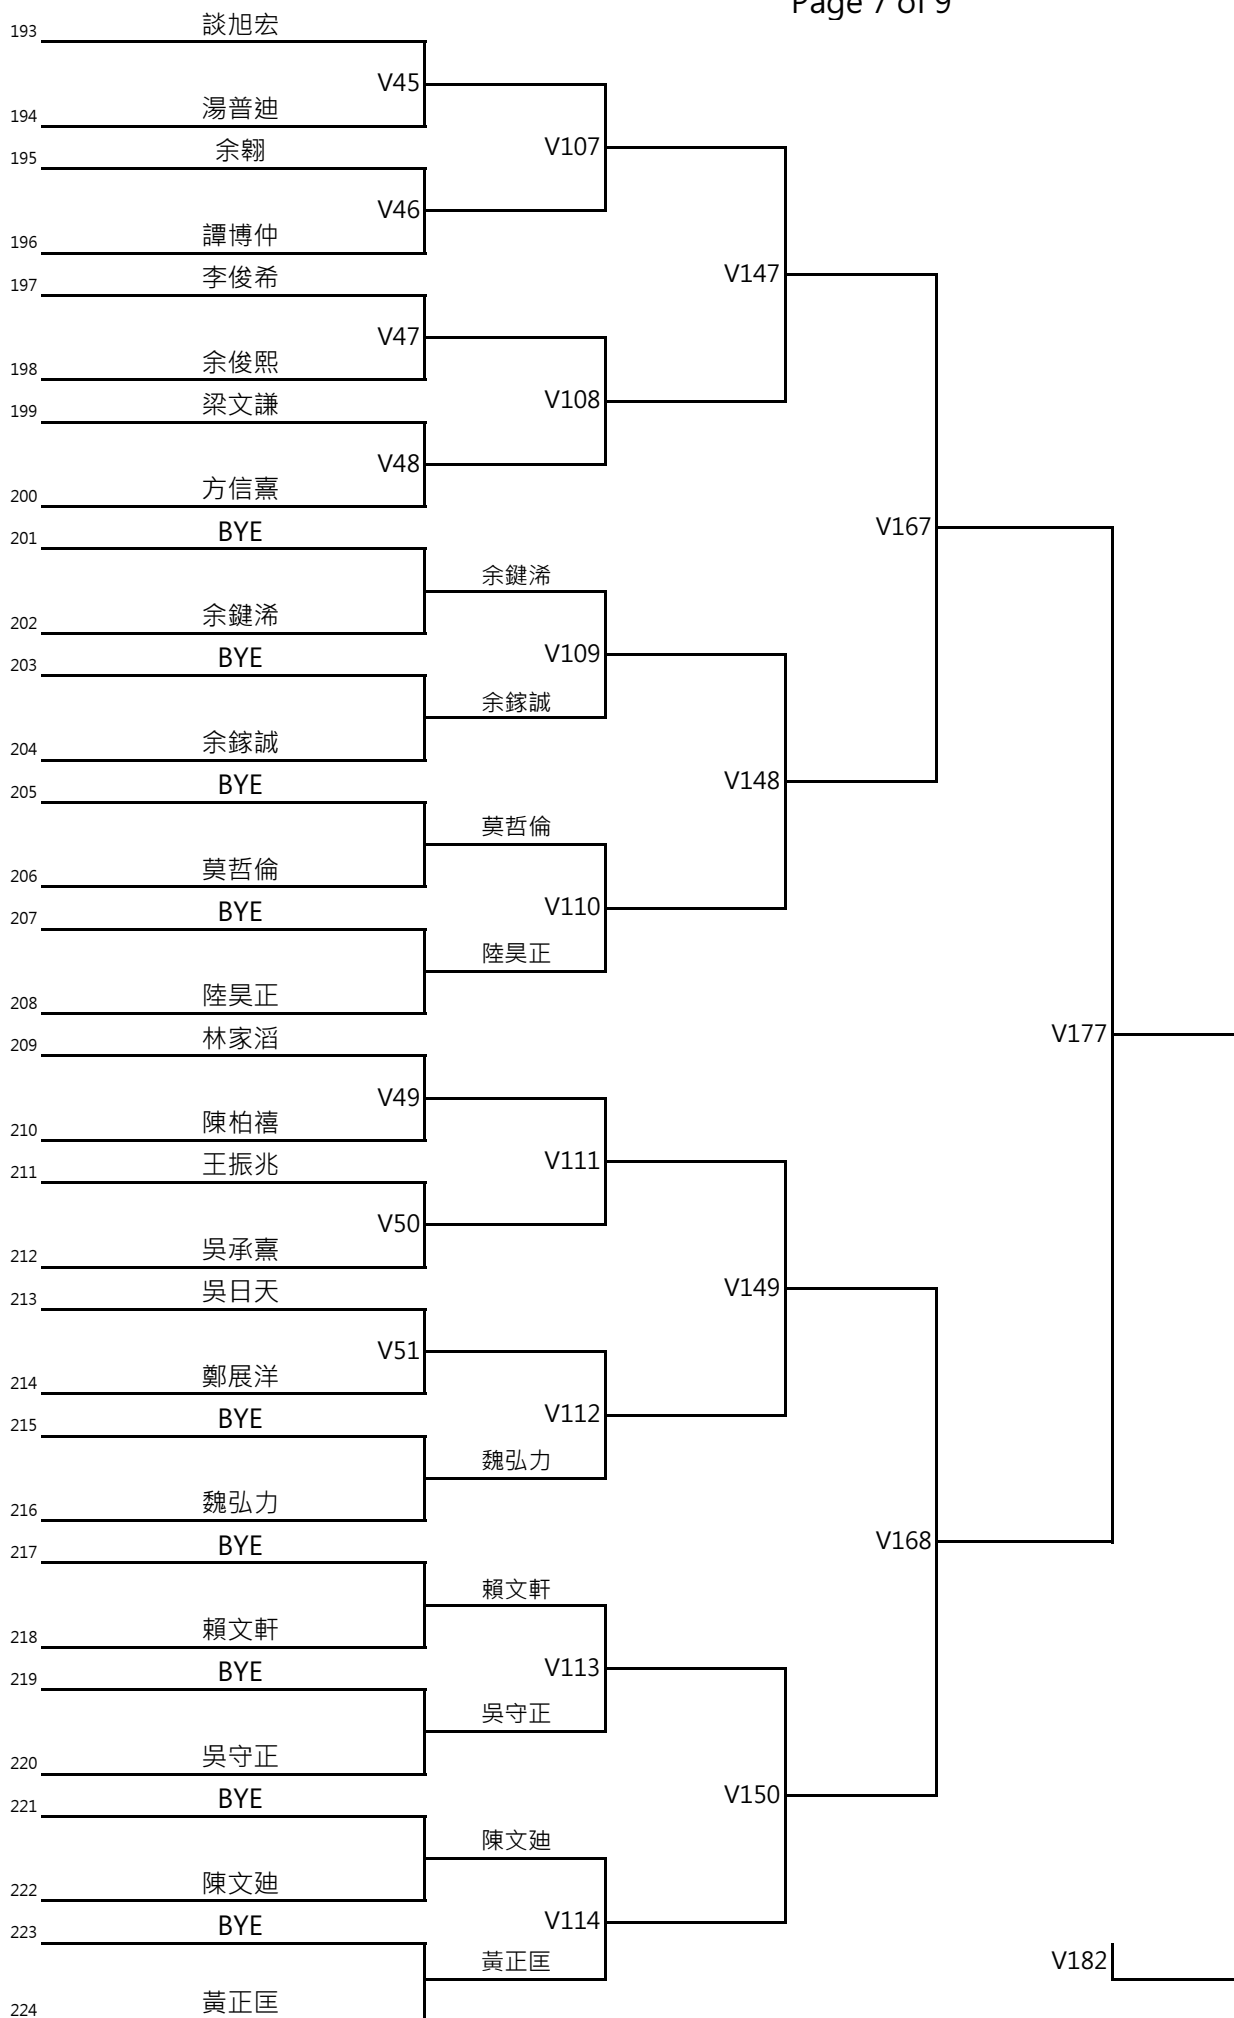 Page 7 of 9
193 談旭宏
V45
194 湯普迪
195 余翱
V107
V46
196 譚博仲
197 李俊希
V147
V47
198 余俊熙
199 梁文謙
V108
V48
200 方信熹
201 BYE
V167
余鍵浠
202 余鍵浠
203 BYE
V109
余鎵誠
204 余鎵誠
205 BYE
V148
莫哲倫
206 莫哲倫
207 BYE
V110
陸昊正
208 陸昊正
209 林家滔
V177
V49
210 陳柏禧
211 王振兆
V111
V50
212 吳承熹
213 吳日天
V149
V51
214 鄭展洋
215 BYE
V112
魏弘力
216 魏弘力
217 BYE
V168
賴文軒
218 賴文軒
219 BYE
V113
吳守正
220 吳守正
221 BYE
V150
陳文廸
222 陳文廸
223 BYE
V114
黃正匡
V182
224 黃正匡